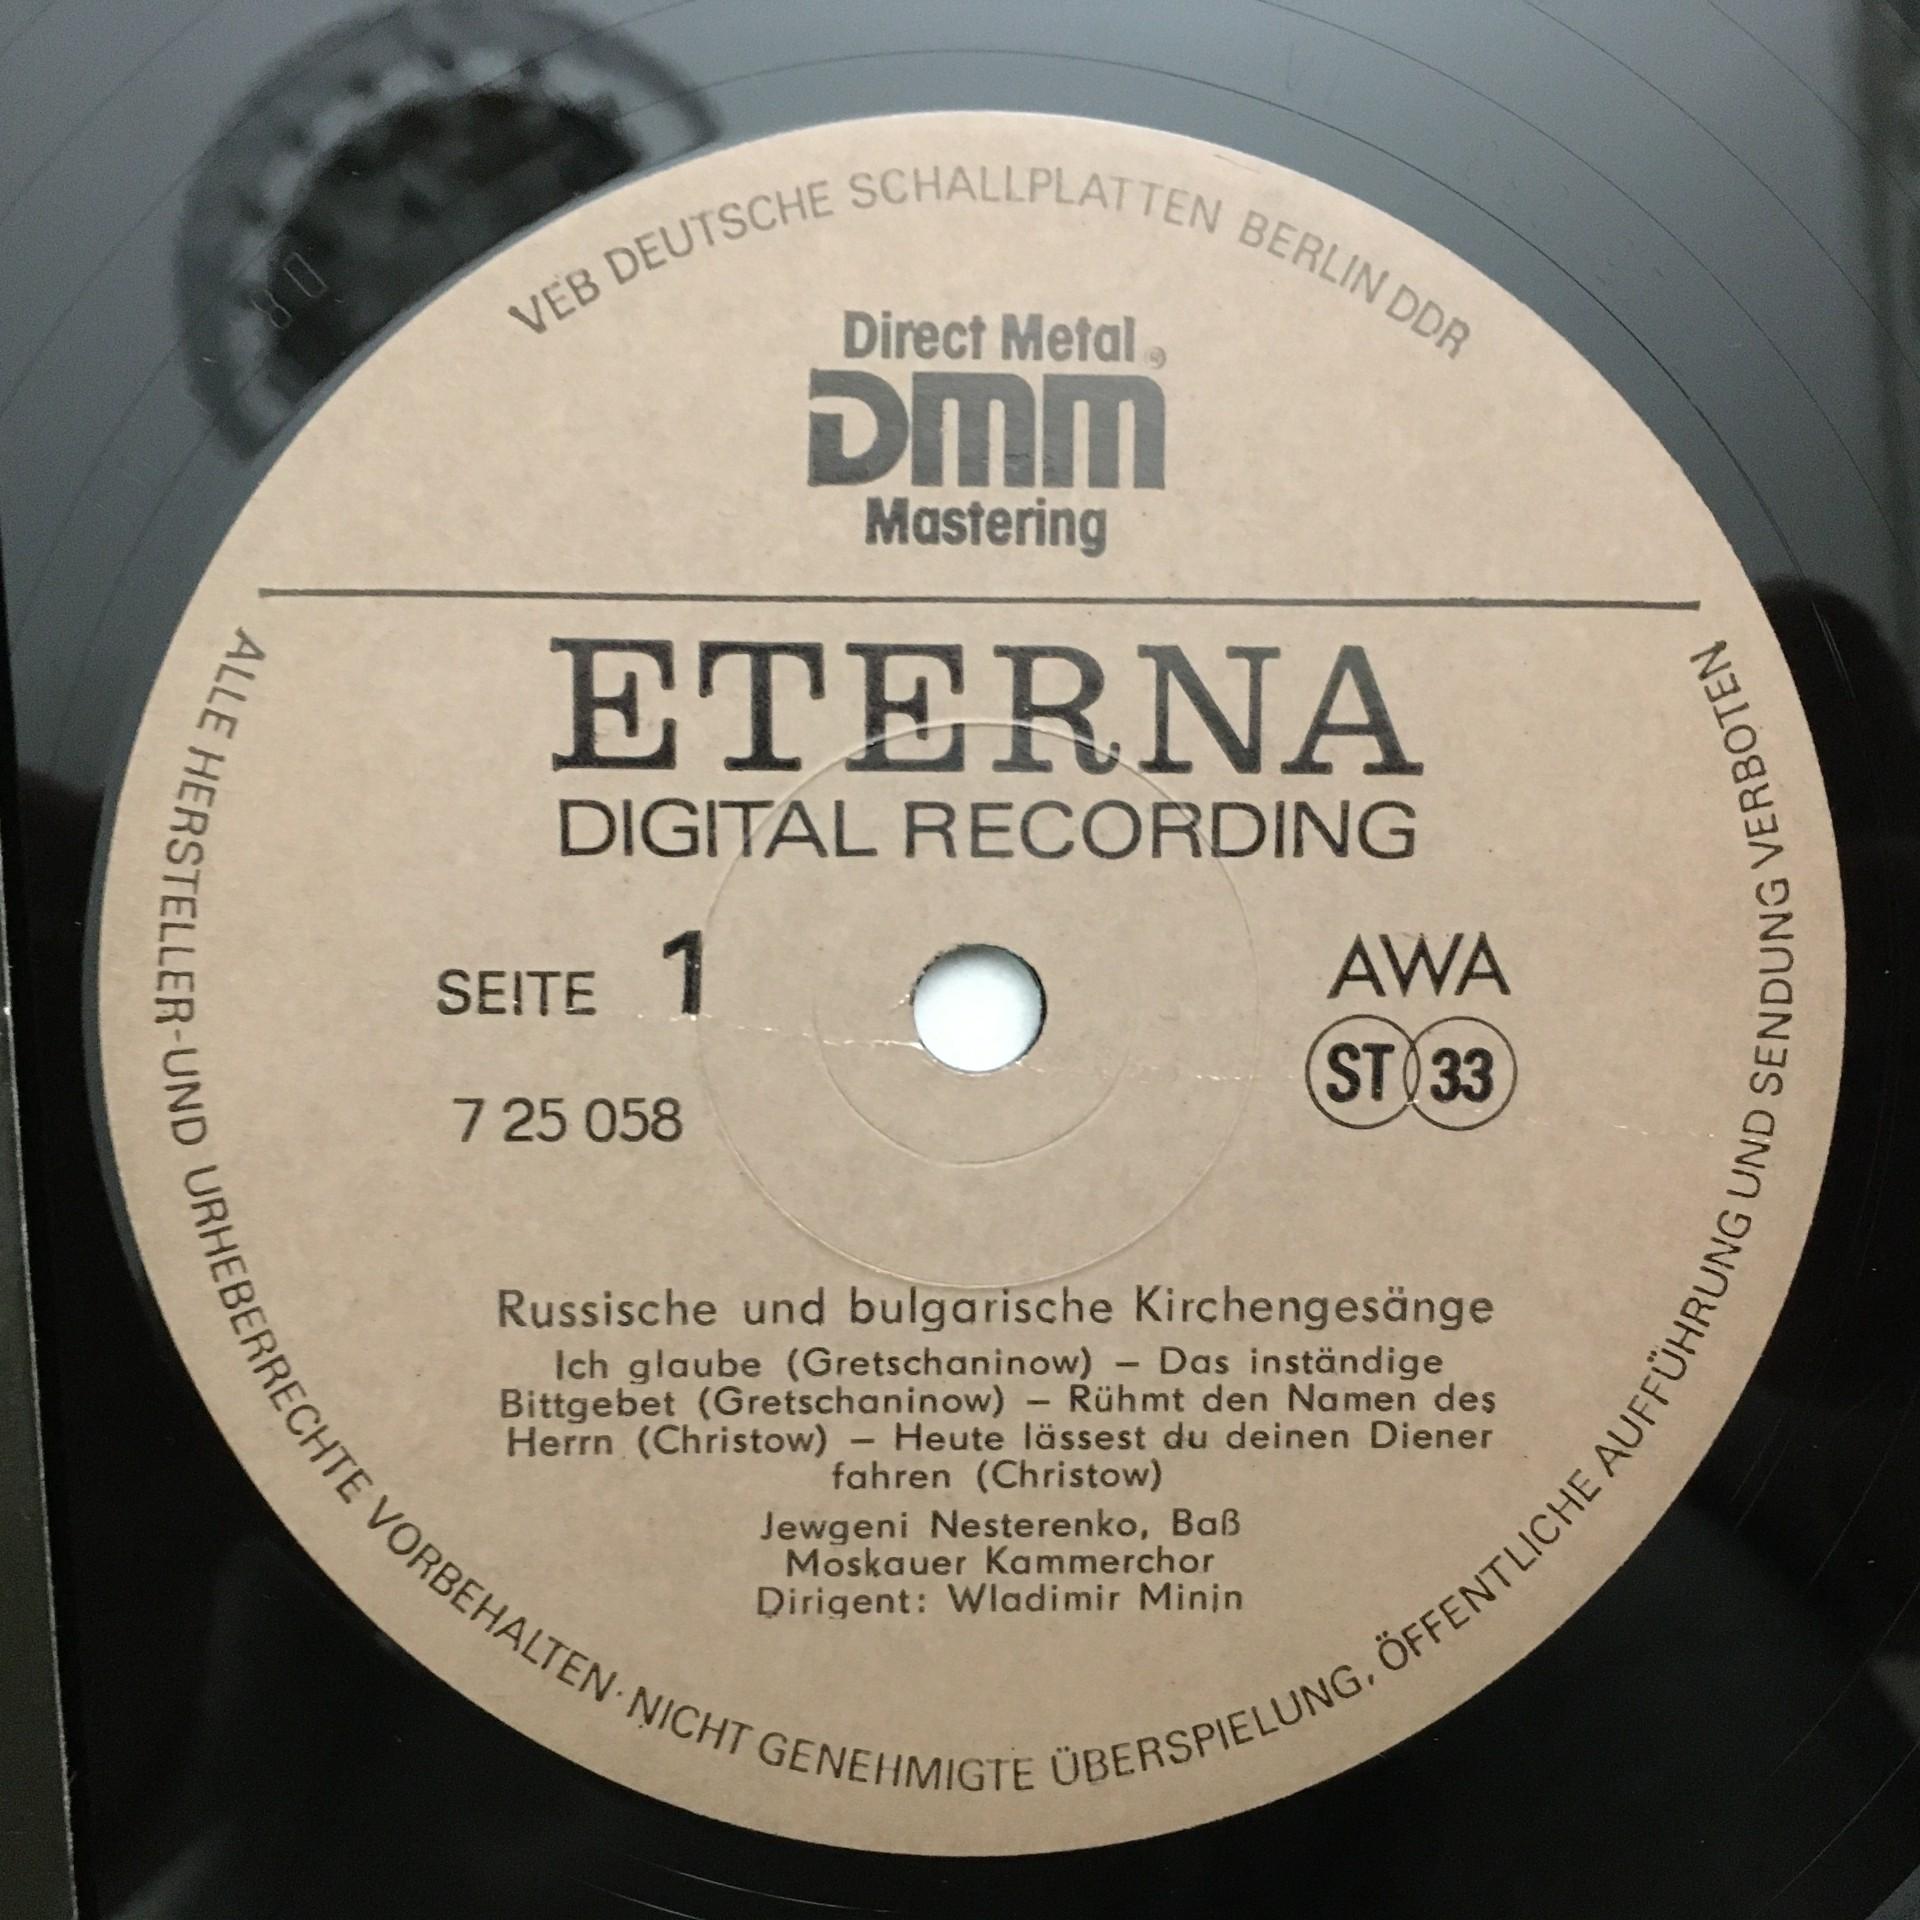 VEB DEUTSCHE SCHALLPLATTEN BERLIN DDR
Direct Metal
DMM
Mastering
ETERNA
DIGITAL RECORDING
SEITE 1
AWA
ST 33
7 25 058
Russische und bulgarische Kirchengesänge
Ich glaube (Gretschaninow) – Das inständige
Bittgebet (Gretschaninow) – Rühmt den Namen des
Herrn (Christow) – Heute lässest du deinen Diener
fahren (Christow)
Jewgeni Nesterenko, Baß
Moskauer Kammerchor
Dirigent: Wladimir Minin
ALLE HERSTELLER-UND URHEBERRECHTE VORBEHALTEN · NICHT GENEHMIGTE ÜBERSPIELUNG, ÖFFENTLICHE AUFFÜHRUNG UND SENDUNG VERBOTEN